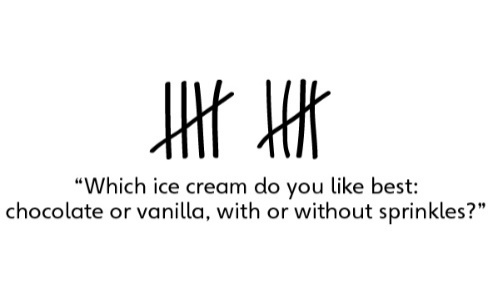 “Which ice cream do you like best:
chocolate or vanilla, with or without sprinkles?”